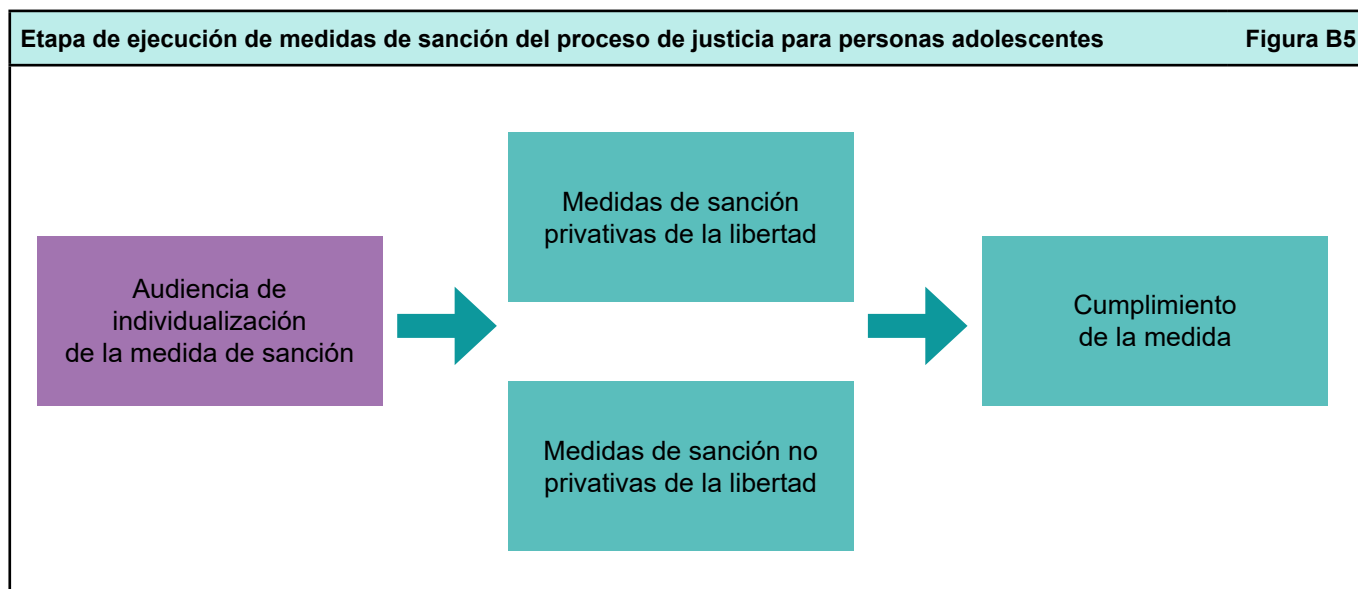 Etapa de ejecución de medidas de sanción del proceso de justicia para personas adolescentes Figura B5
Audiencia de
individualización
de la medida de sanción
Medidas de sanción
privativas de la libertad
Medidas de sanción no
privativas de la libertad
Cumplimiento
de la medida